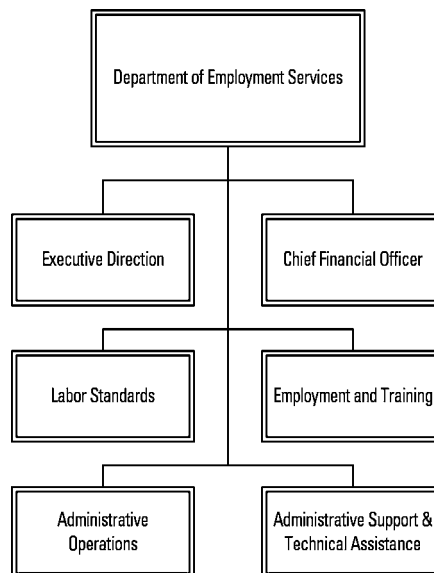 Department of Employment Services
Executive Direction
Chief Financial Officer
Labor Standards
Employment and Training
Administrative
Operations
Administrative Support &
Technical Assistance